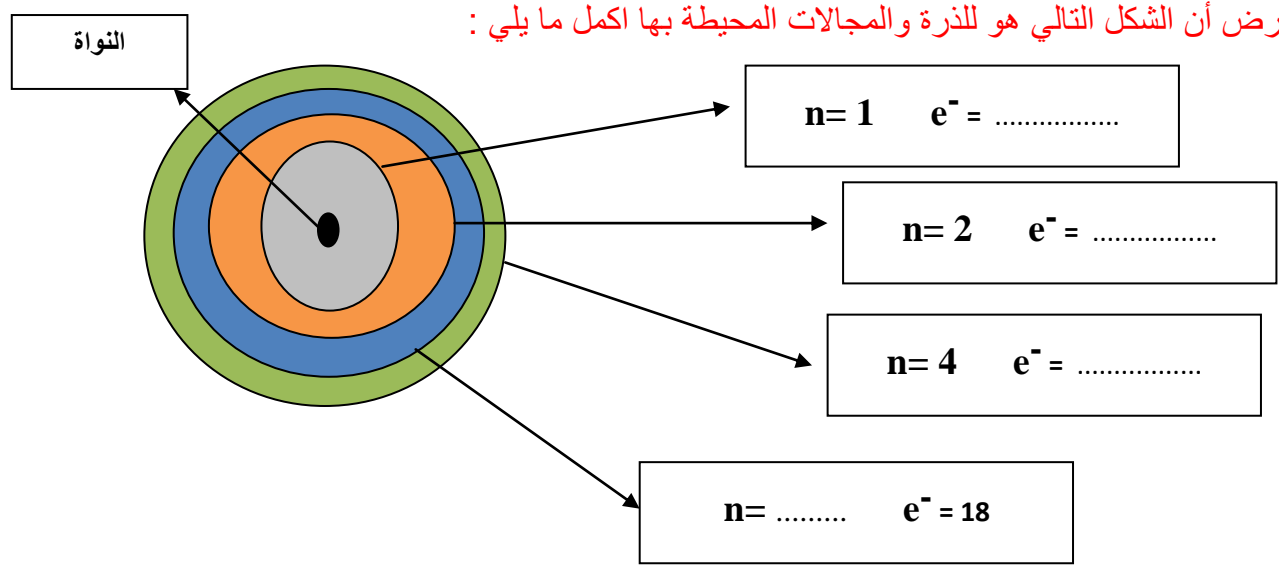 رض أن الشكل التالي هو للذرة والمجالات المحيطة بها اكمل ما يلي :
النواة
n= 1 e⁻ = .................
n= 2 e⁻ = .................
n= 4 e⁻ = .................
n= ......... e⁻ = 18